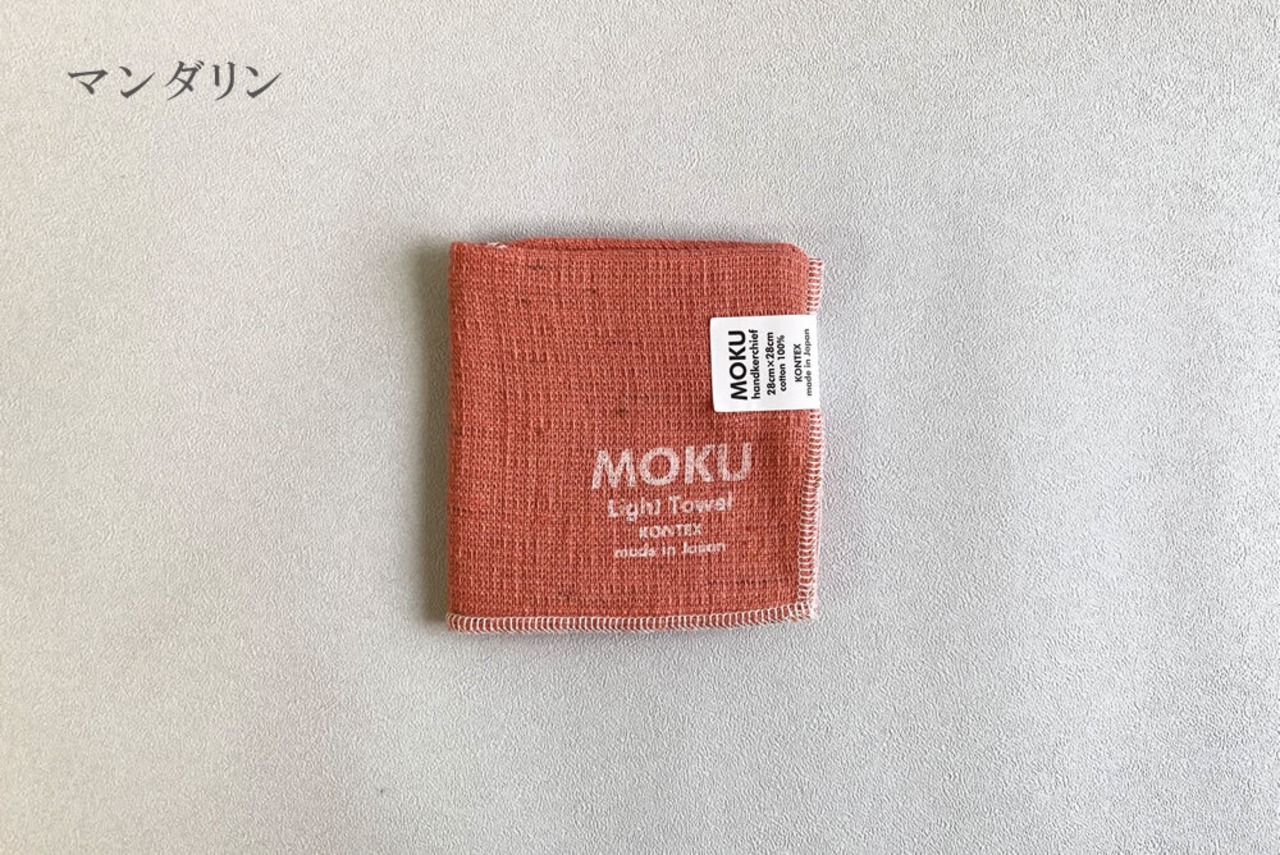 マンダリン
MOKU
handkerchief
28cm×28cm
cotton 100%
KONTEX
made in Japan
MOKU
Light Towel
KONTEX
made in Japan